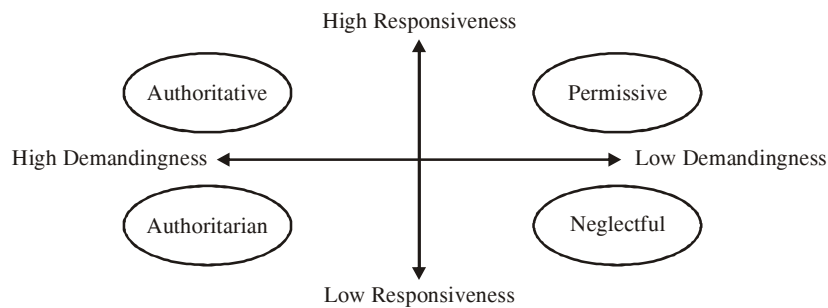 High Responsiveness
Authoritative
Permissive
High Demandingness
Low Demandingness
Authoritarian
Neglectful
Low Responsiveness